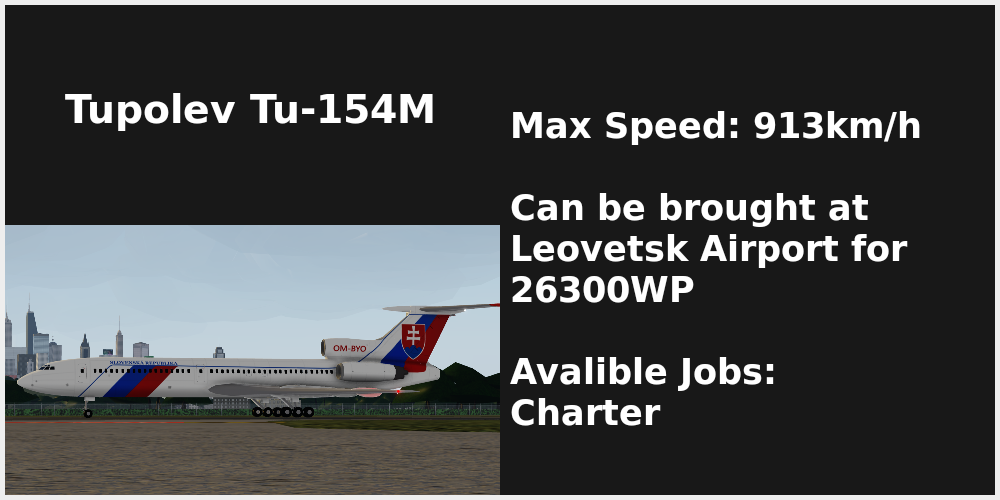 Tupolev Tu-154M
Max Speed: 913km/h
Can be brought at
Leovetsk Airport for
26300WP
Avalible Jobs:
Charter
SLOVENSKÁ REPUBLIKA
OM-BYO